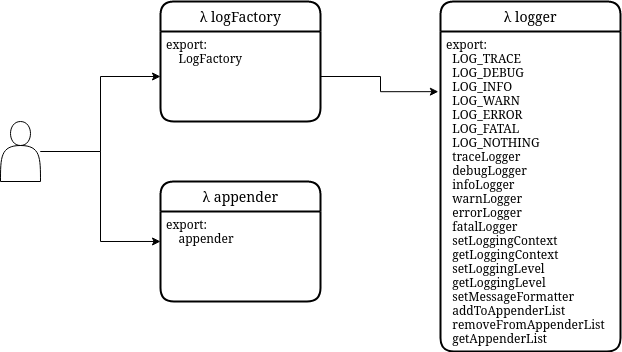 λ logFactory
export:
LogFactory
λ appender
export:
appender
λ logger
export:
LOG_TRACE
LOG_DEBUG
LOG_INFO
LOG_WARN
LOG_ERROR
LOG_FATAL
LOG_NOTHING
traceLogger
debugLogger
infoLogger
warnLogger
errorLogger
fatalLogger
setLoggingContext
getLoggingContext
setLoggingLevel
getLoggingLevel
setMessageFormatter
addToAppenderList
removeFromAppenderList
getAppenderList